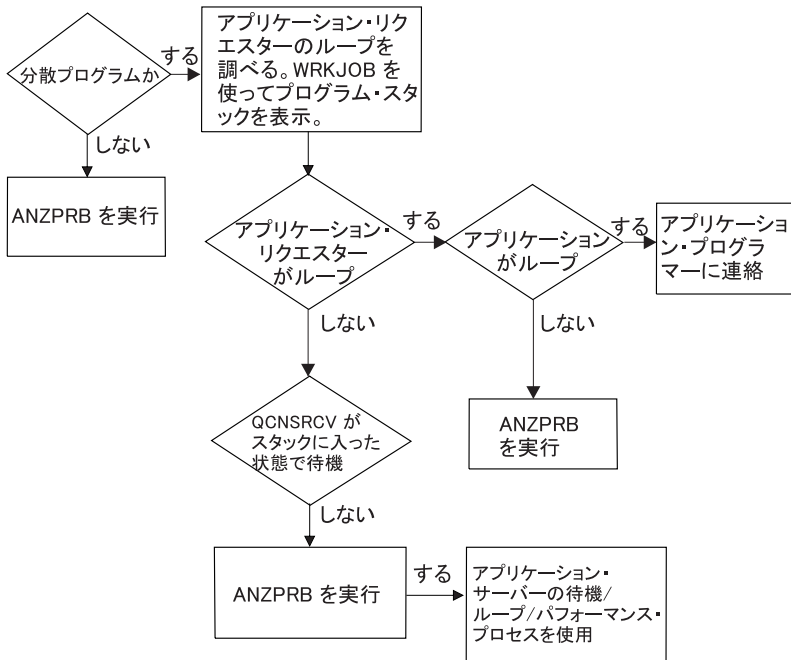 分散プログラムか
する
アプリケーション・リク
エスターのループを
調べる。WRKJOB を
使ってプログラム・スタ
ックを表示。
しない
ANZPRB を実行
アプリケーション・
リクエスター
がループ
する
アプリケーション
がループ
する
アプリケーショ
ン・プログラ
マーに連絡
しない
しない
QCNSRCV が
スタックに入った
状態で待機
ANZPRB
を実行
しない
ANZPRB を実行
する
アプリケーション・
サーバーの待機/
ループ/パフォーマンス・
プロセスを使用